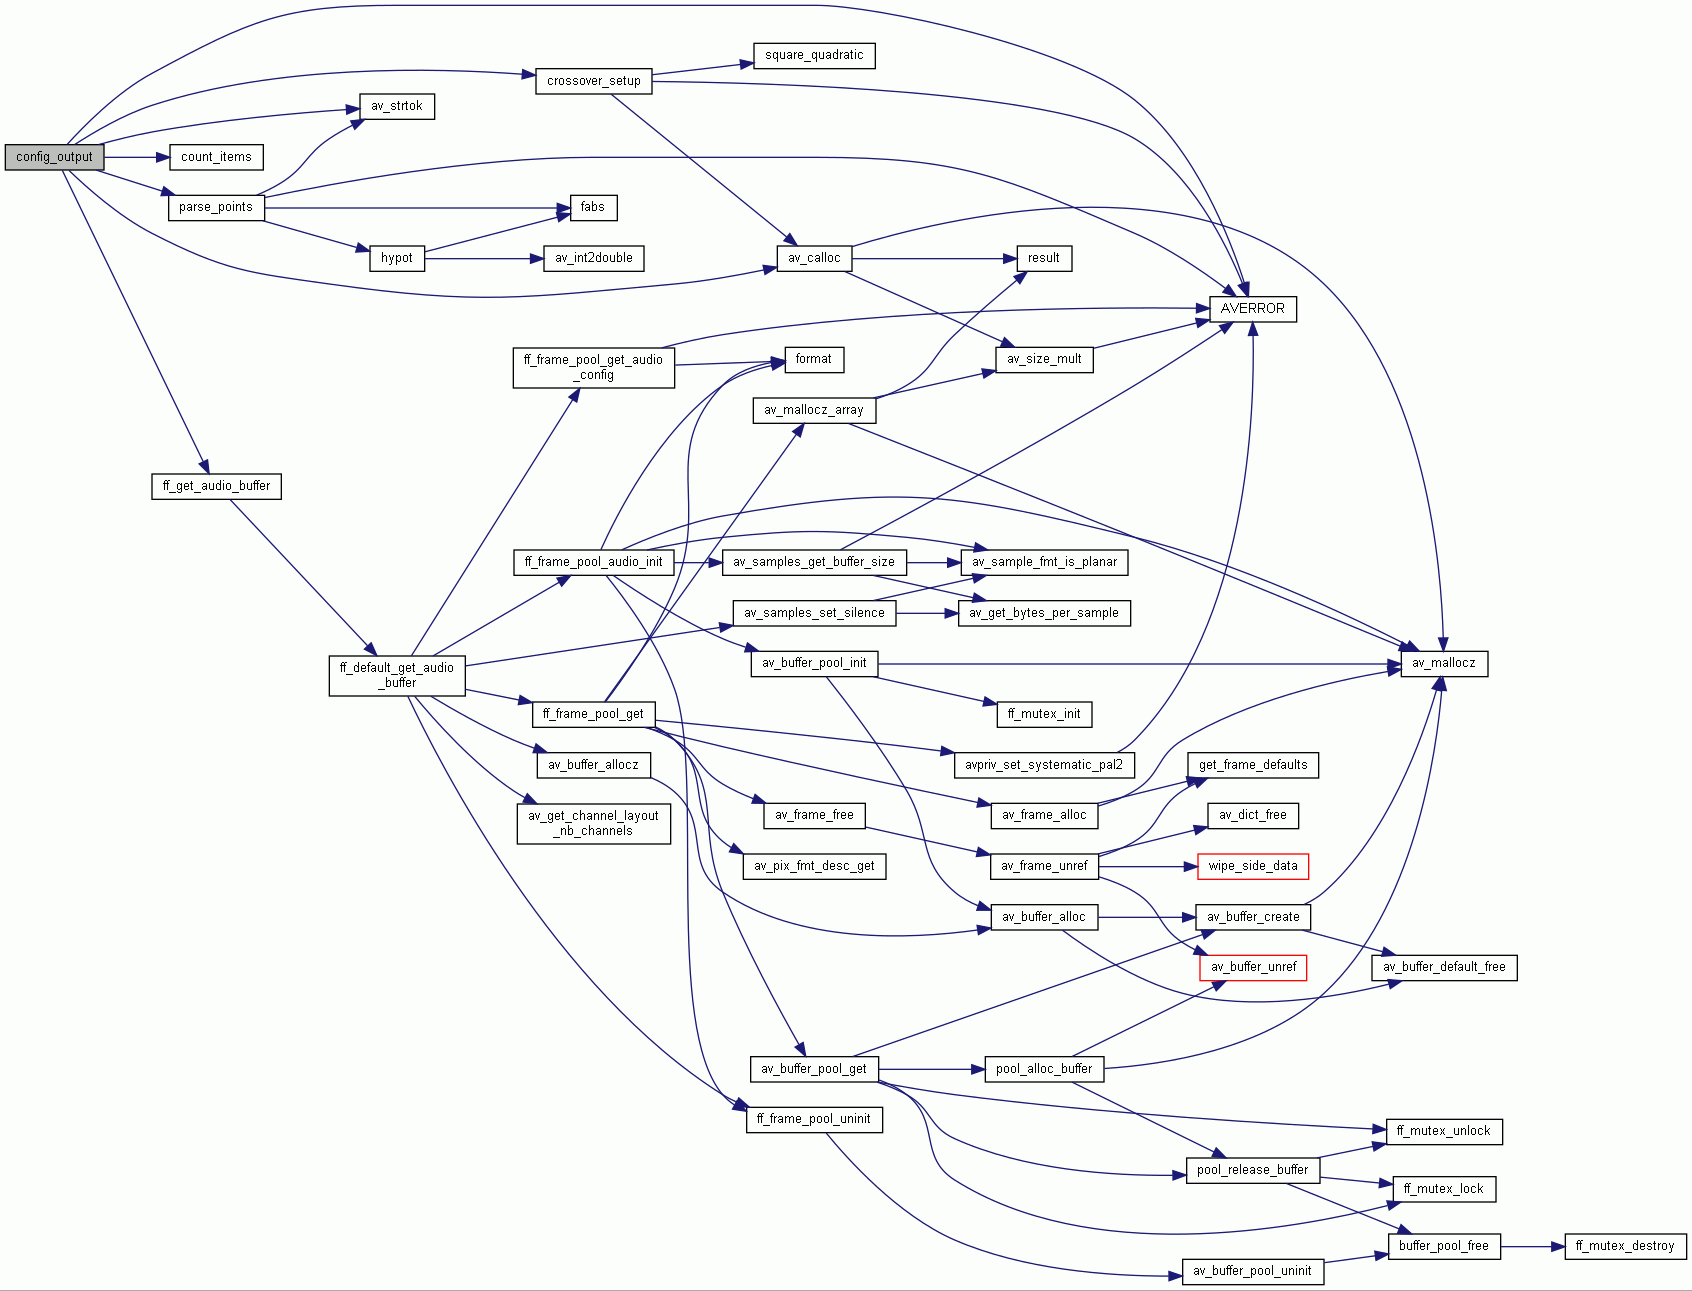 square_quadratic
crossover_setup
av_strtok
config_output
count_items
parse_points
fabs
hypot
av_int2double
av_calloc
result
AVERROR
ff_frame_pool_get_audio
_config
format
av_size_mult
av_mallocz_array
ff_get_audio_buffer
ff_frame_pool_audio_init
av_samples_get_buffer_size
av_sample_fmt_is_planar
av_samples_set_silence
av_get_bytes_per_sample
ff_default_get_audio
_buffer
av_buffer_pool_init
av_mallocz
ff_frame_pool_get
ff_mutex_init
av_buffer_allocz
avpriv_set_systematic_pal2
get_frame_defaults
av_get_channel_layout
_nb_channels
av_frame_free
av_frame_alloc
av_dict_free
av_pix_fmt_desc_get
av_frame_unref
wipe_side_data
av_buffer_alloc
av_buffer_create
av_buffer_unref
av_buffer_default_free
av_buffer_pool_get
pool_alloc_buffer
ff_frame_pool_uninit
ff_mutex_unlock
pool_release_buffer
ff_mutex_lock
buffer_pool_free
ff_mutex_destroy
av_buffer_pool_uninit